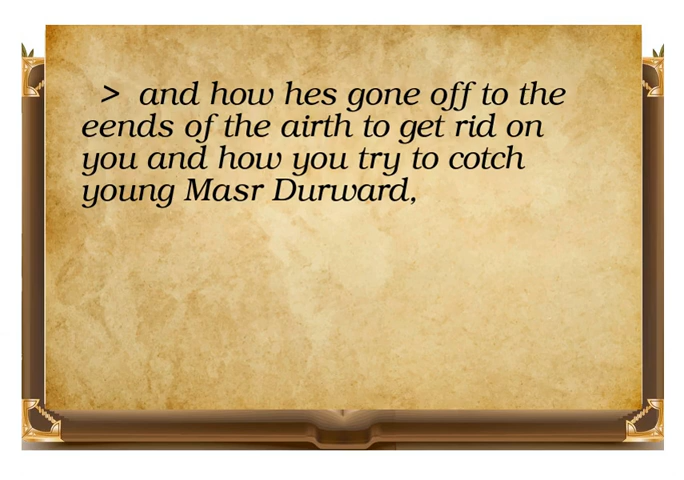 > and how hes gone off to the
eends of the airth to get rid on
you and how you try to cotch
young Masr Durward,